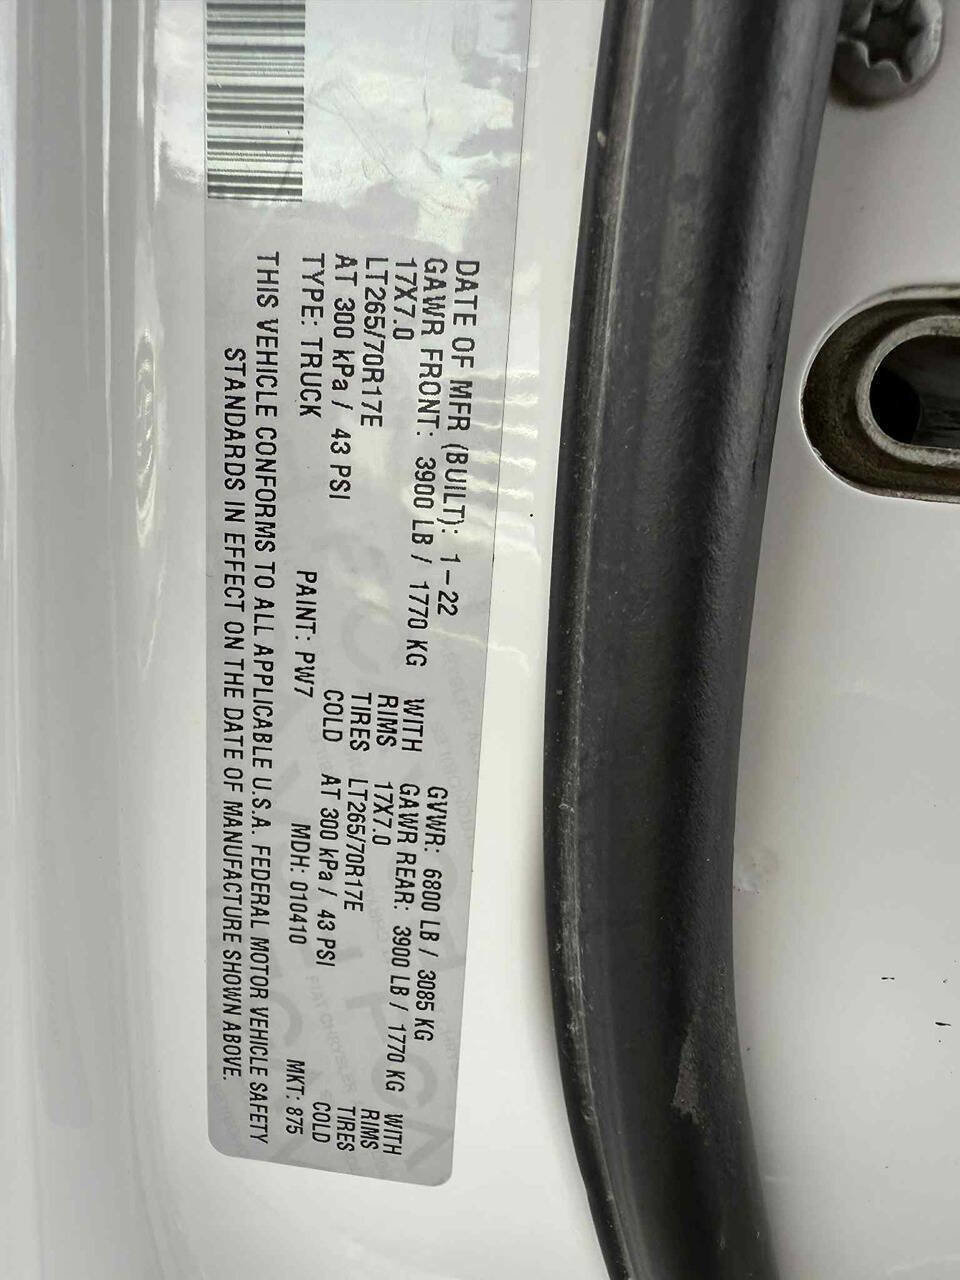 DATE OF MFR (BUILT): 1-22 GVWR: 6800 LB / 3085 KG
GAWR FRONT: 3900 LB / 1770 KG WITH GAWR REAR: 3900 LB / 1770 KG WITH
17X7.0 RIMS 17X7.0 RIMS
LT265/70R17E TIRES LT265/70R17E TIRES
AT 300 kPa / 43 PSI COLD AT 300 kPa / 43 PSI COLD
TYPE: TRUCK PAINT: PW7 MDH: 010410 MKT: 875
THIS VEHICLE CONFORMS TO ALL APPLICABLE U.S.A. FEDERAL MOTOR VEHICLE SAFETY
STANDARDS IN EFFECT ON THE DATE OF MANUFACTURE SHOWN ABOVE.
FIAT CHRYSLER